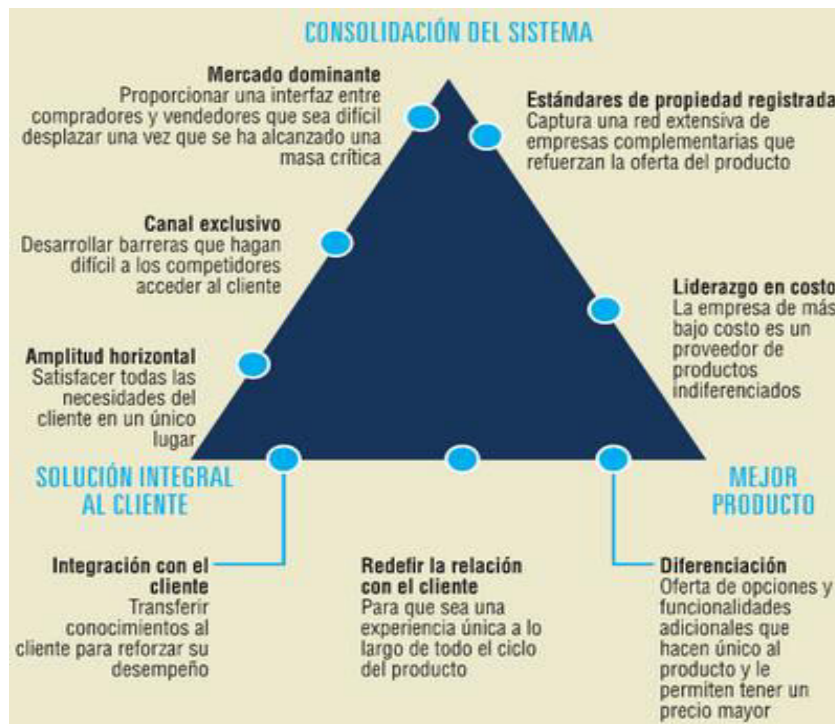 CONSOLIDACIÓN DEL SISTEMA
Mercado dominante
Proporcionar una interfaz entre
compradores y vendedores que sea difícil
desplazar una vez que se ha alcanzado una
masa crítica
Estándares de propiedad registrada
Captura una red extensiva de
empresas complementarias que
refuerzan la oferta del producto
Canal exclusivo
Desarrollar barreras que hagan
difícil a los competidores
acceder al cliente
Liderazgo en costo
La empresa de más
bajo costo es un
proveedor de
productos
indiferenciados
Amplitud horizontal
Satisfacer todas las
necesidades del
cliente en un único
lugar
SOLUCIÓN INTEGRAL
AL CLIENTE
MEJOR
PRODUCTO
Integración con el
cliente
Transferir
conocimientos al
cliente para reforzar su
desempeño
Redefir la relación
con el cliente
Para que sea una
experiencia única a lo
largo de todo el ciclo
del producto
Diferenciación
Oferta de opciones y
funcionalidades
adicionales que
hacen único al
producto y le
permiten tener un
precio mayor